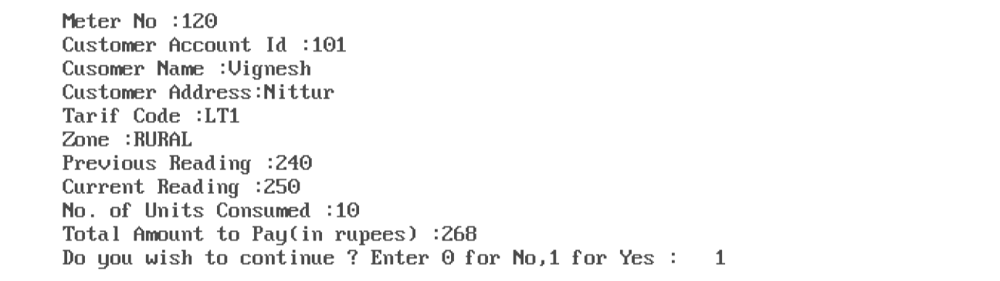 Meter No :120
Customer Account Id :101
Cusomer Name :Vignesh
Customer Address:Nittur
Tarif Code :LT1
Zone :RURAL
Previous Reading :240
Current Reading :250
No. of Units Consumed :10
Total Amount to Pay(in rupees) :268
Do you wish to continue ? Enter 0 for No,1 for Yes :   1